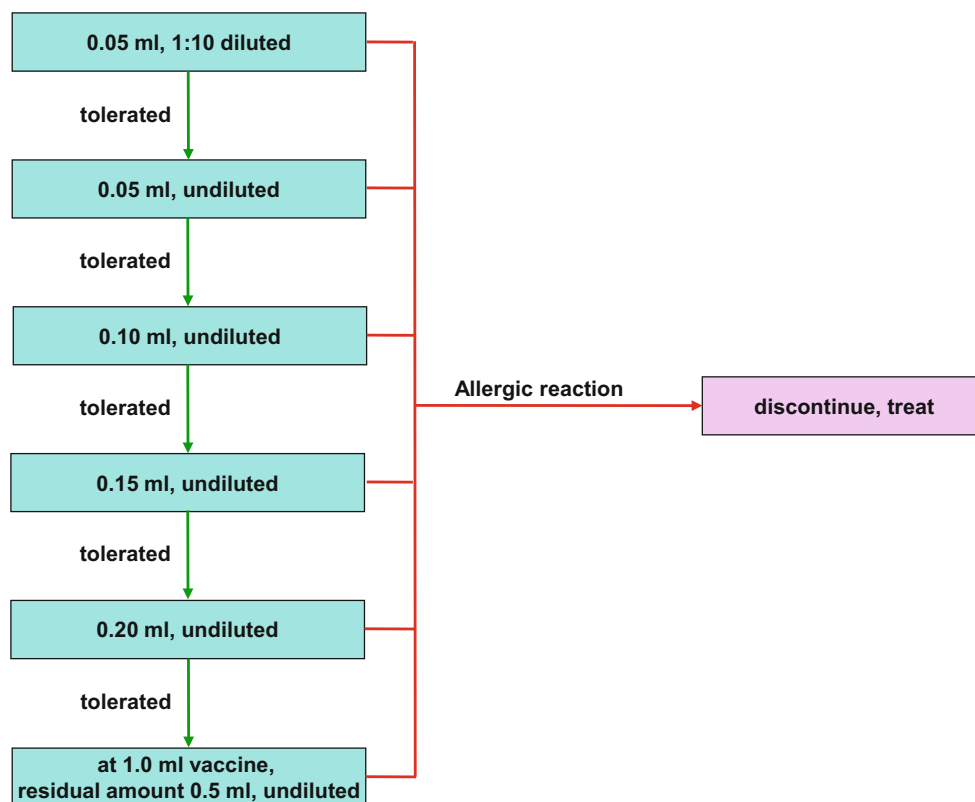 0.05 ml, 1:10 diluted
tolerated
0.05 ml, undiluted
tolerated
0.10 ml, undiluted
Allergic reaction
discontinue, treat
tolerated
0.15 ml, undiluted
tolerated
0.20 ml, undiluted
tolerated
at 1.0 ml vaccine,
residual amount 0.5 ml, undiluted